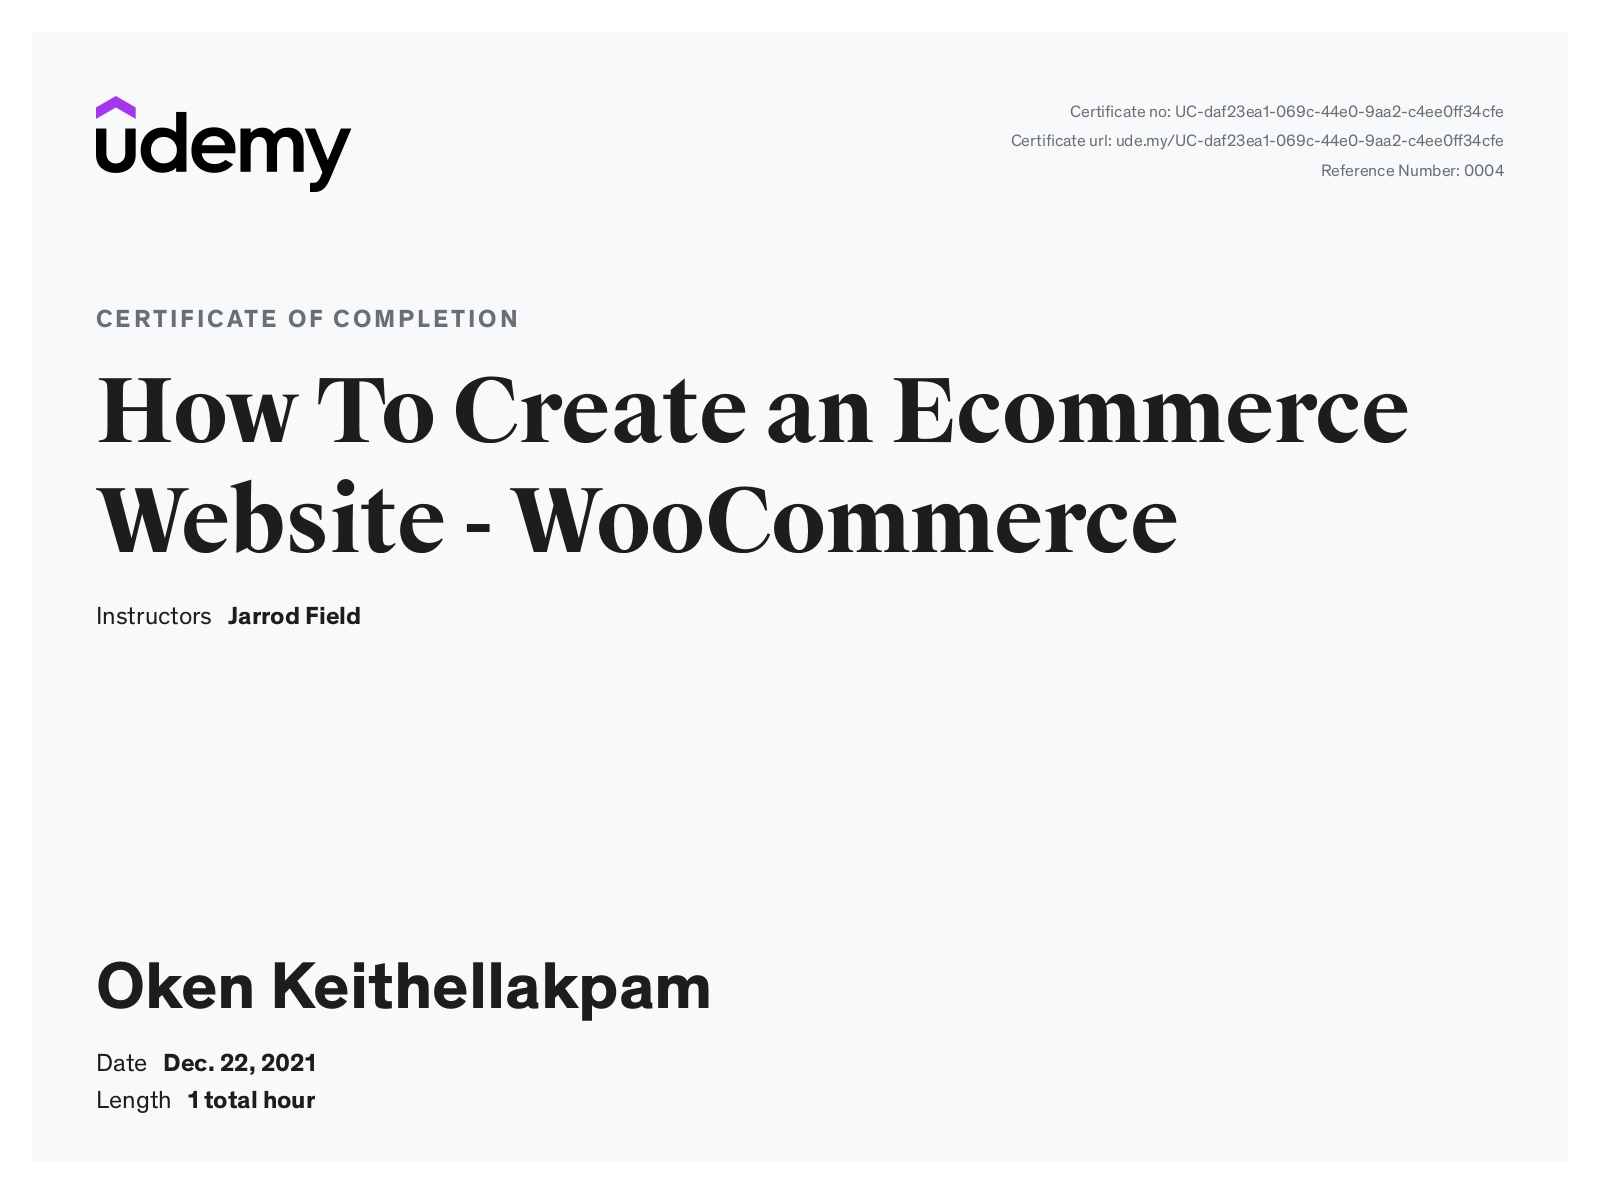 udemy
Certificate no: UC-daf23ea1-069c-44e0-9aa2-c4ee0ff34cfe
Certificate url: ude.my/UC-daf23ea1-069c-44e0-9aa2-c4ee0ff34cfe
Reference Number: 0004
CERTIFICATE OF COMPLETION
How To Create an Ecommerce
Website - WooCommerce
Instructors Jarrod Field
Oken Keithellakpam
Date Dec. 22, 2021
Length 1 total hour